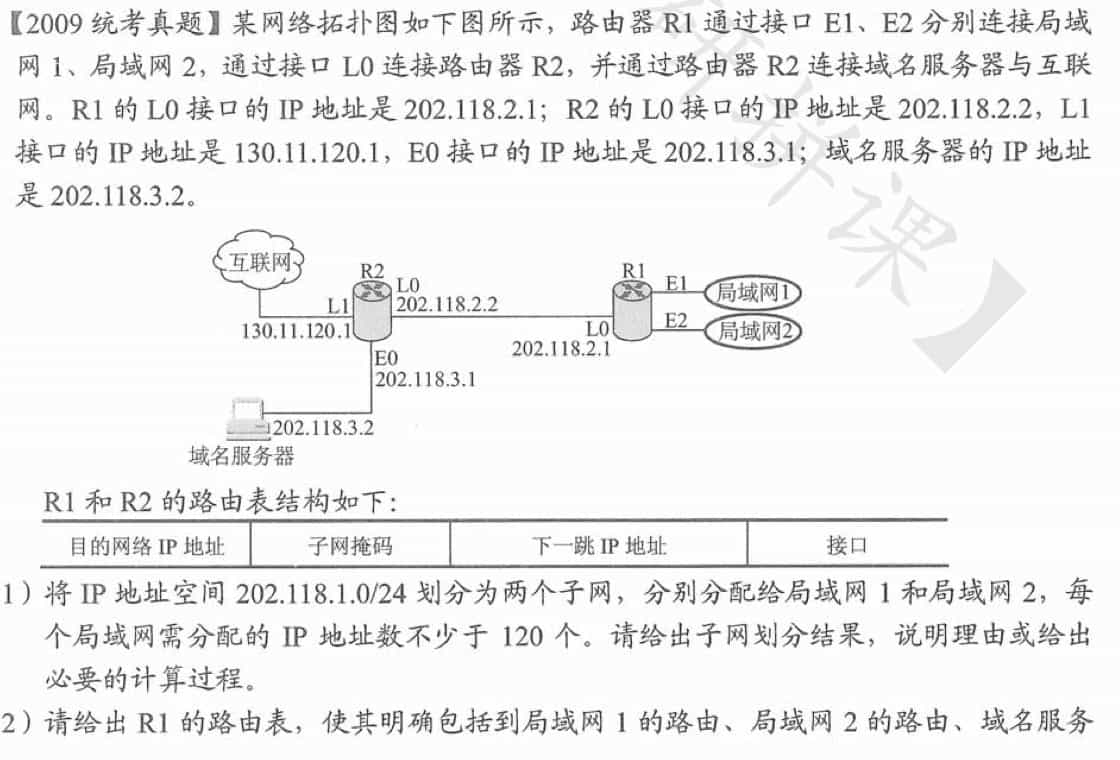 【2009 统考真题】某网络拓扑图如下图所示，路由器 R1 通过接口 E1、E2 分别连接局域
网 1、局域网 2，通过接口 L0 连接路由器 R2，并通过路由器 R2 连接域名服务器与互联
网。R1 的 L0 接口的 IP 地址是 202.118.2.1；R2 的 L0 接口的 IP 地址是 202.118.2.2，L1
接口的 IP 地址是 130.11.120.1，E0 接口的 IP 地址是 202.118.3.1；域名服务器的 IP 地址
是 202.118.3.2。
互联网
R2
L0
202.118.2.2
L1
130.11.120.1
E0
202.118.3.1
202.118.3.2
域名服务器
R1
E1
局域网1
E2
局域网2
L0
202.118.2.1
R1 和 R2 的路由表结构如下：
目的网络 IP 地址 子网掩码 下一跳 IP 地址 接口
1）将 IP 地址空间 202.118.1.0/24 划分为两个子网，分别分配给局域网 1 和局域网 2，每
个局域网需分配的 IP 地址数不少于 120 个。请给出子网划分结果，说明理由或给出
必要的计算过程。
2）请给出 R1 的路由表，使其明确包括到局域网 1 的路由、局域网 2 的路由、域名服务
研群课】